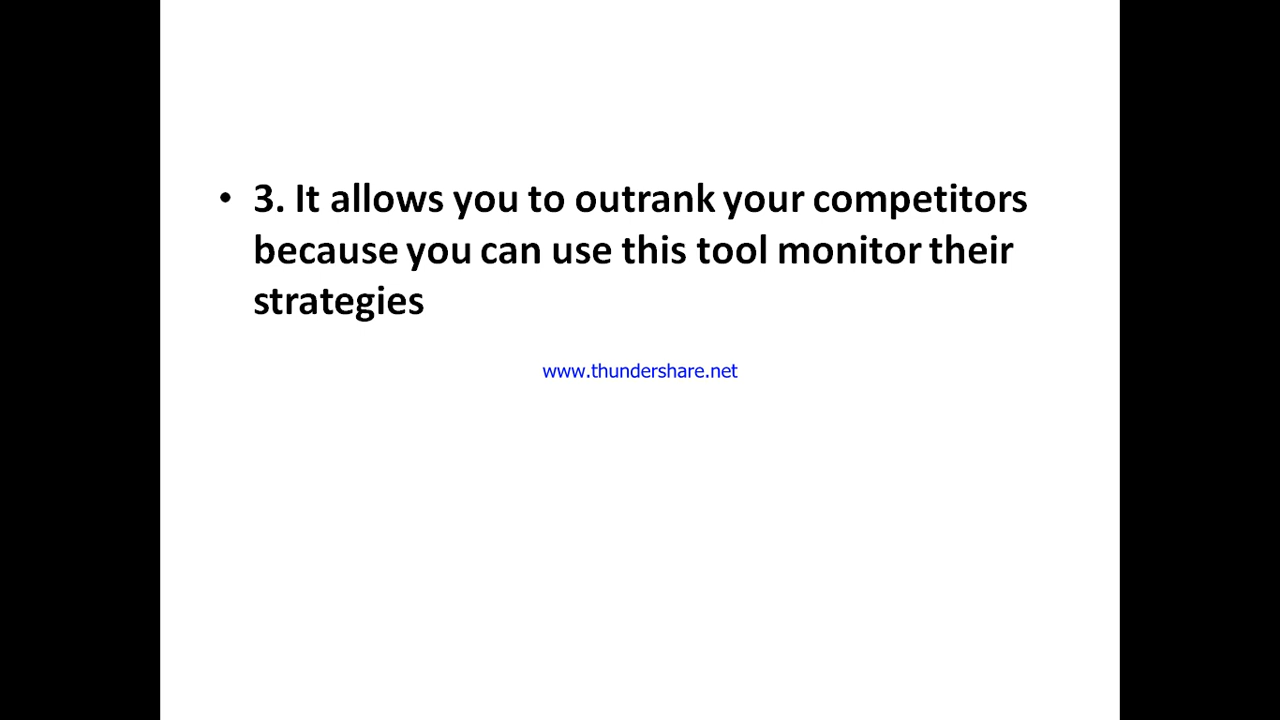 • 3. It allows you to outrank your competitors
because you can use this tool monitor their
strategies
www.thundershare.net